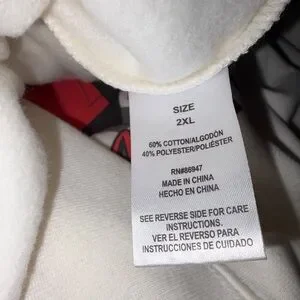 SIZE
2XL
60% COTTON/ALGODÓN
40% POLYESTER/POLIÉSTER
RN#86947
MADE IN CHINA
HECHO EN CHINA
SEE REVERSE SIDE FOR CARE
INSTRUCTIONS.
VER EL REVERSO PARA
INSTRUCCIONES DE CUIDADO